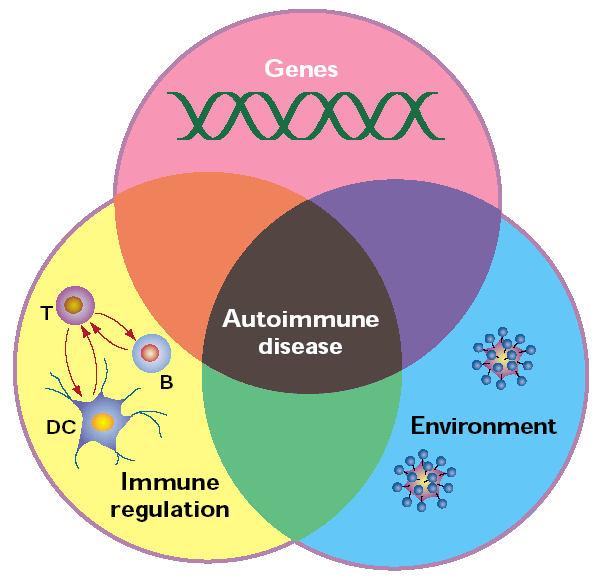 Genes
T
B
DC
Autoimmune
disease
Environment
Immune
regulation